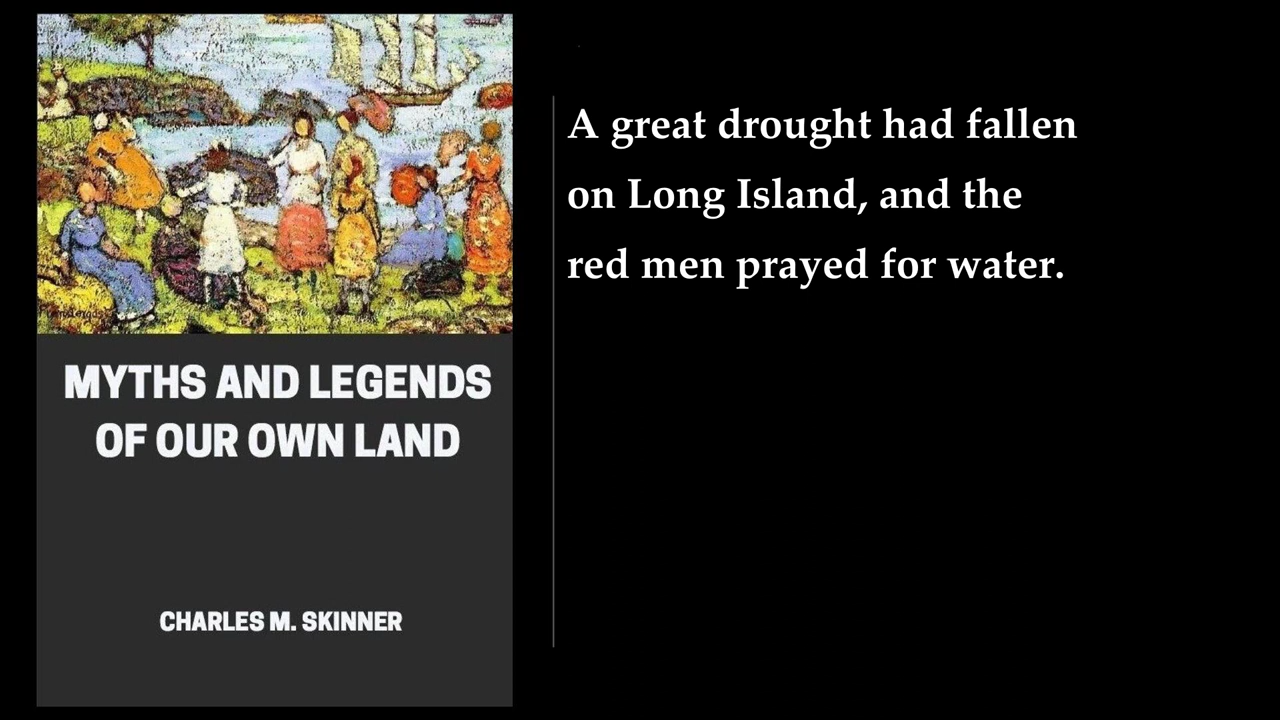 MYTHS AND LEGENDS
OF OUR OWN LAND
CHARLES M. SKINNER
A great drought had fallen
on Long Island, and the
red men prayed for water.